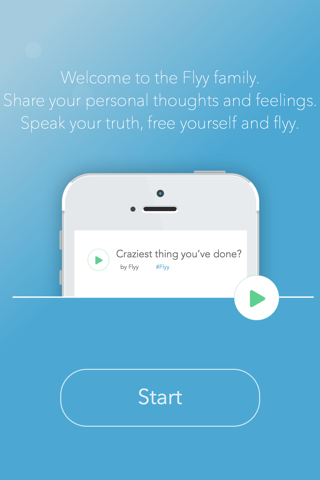 Welcome to the Flyy family.
Share your personal thoughts and feelings.
Speak your truth, free yourself and flyy.
Craziest thing you've done?
by Flyy #Flyy
Start